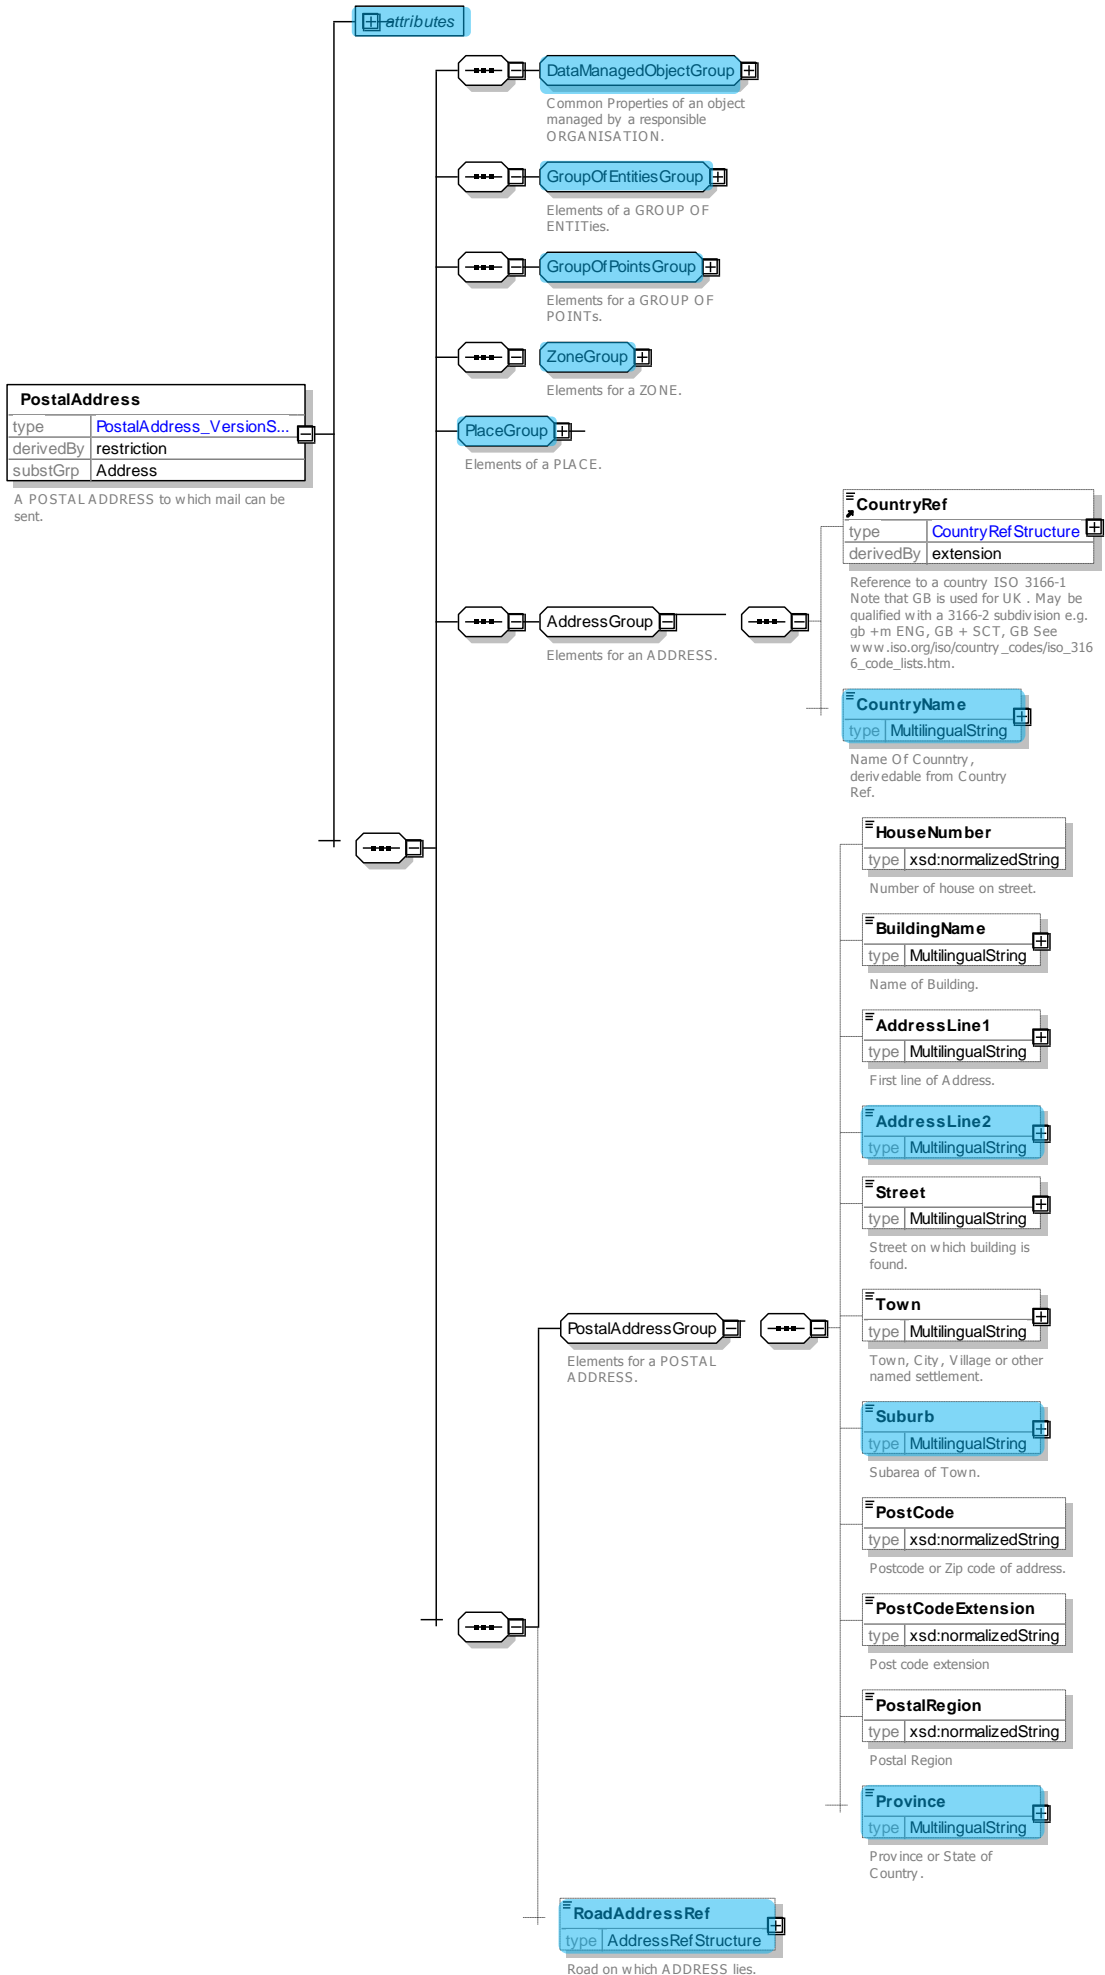 attributes
DataManagedObjectGroup
Common Properties of an object
managed by a responsible
ORGANISATION.
GroupOfEntitiesGroup
Elements of a GROUP OF
ENTITies.
GroupOfPointsGroup
Elements for a GROUP OF
POINTs.
ZoneGroup
Elements for a ZONE.
PostalAddress
type PostalAddress_VersionS...
derivedBy restriction
substGrp Address
A POSTAL ADDRESS to which mail can be
sent.
PlaceGroup
Elements of a PLACE.
AddressGroup
Elements for an ADDRESS.
CountryRef
type CountryRefStructure
derivedBy extension
Reference to a country ISO 3166-1
Note that GB is used for UK . May be
qualified with a 3166-2 subdivision e.g.
gb +m ENG, GB + SCT, GB See
www.iso.org/iso/country_codes/iso_316
6_code_lists.htm.
CountryName
type MultilingualString
Name Of Counntry,
derivedable from Country
Ref.
HouseNumber
type xsd:normalizedString
Number of house on street.
BuildingName
type MultilingualString
Name of Building.
AddressLine1
type MultilingualString
First line of Address.
AddressLine2
type MultilingualString
Street
type MultilingualString
Street on which building is
found.
PostalAddressGroup
Elements for a POSTAL
ADDRESS.
Town
type MultilingualString
Town, City, Village or other
named settlement.
Suburb
type MultilingualString
Subarea of Town.
PostCode
type xsd:normalizedString
Postcode or Zip code of address.
PostCodeExtension
type xsd:normalizedString
Post code extension
PostalRegion
type xsd:normalizedString
Postal Region
Province
type MultilingualString
Province or State of
Country.
RoadAddressRef
type AddressRefStructure
Road on which ADDRESS lies.